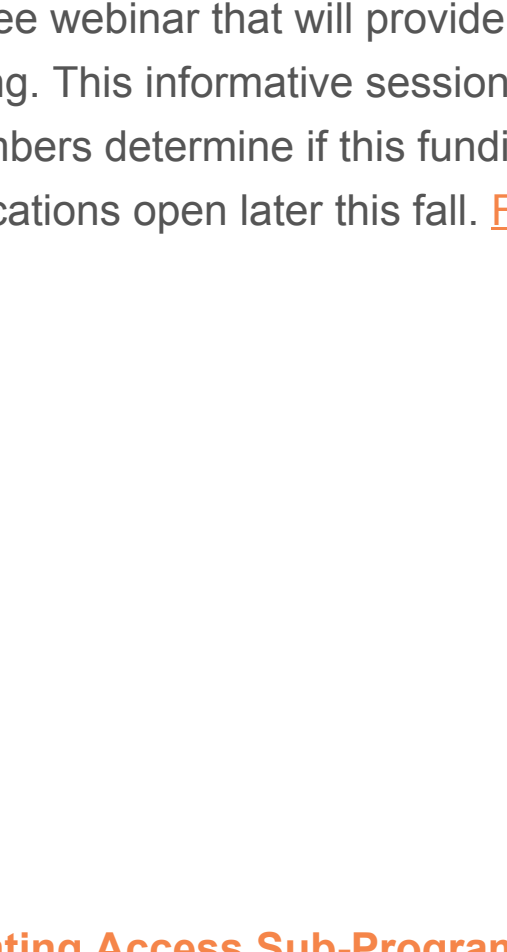 ee webinar that will provide
ng. This informative session
nbers determine if this fundi
cations open later this fall. F
ating Access Sub-Program